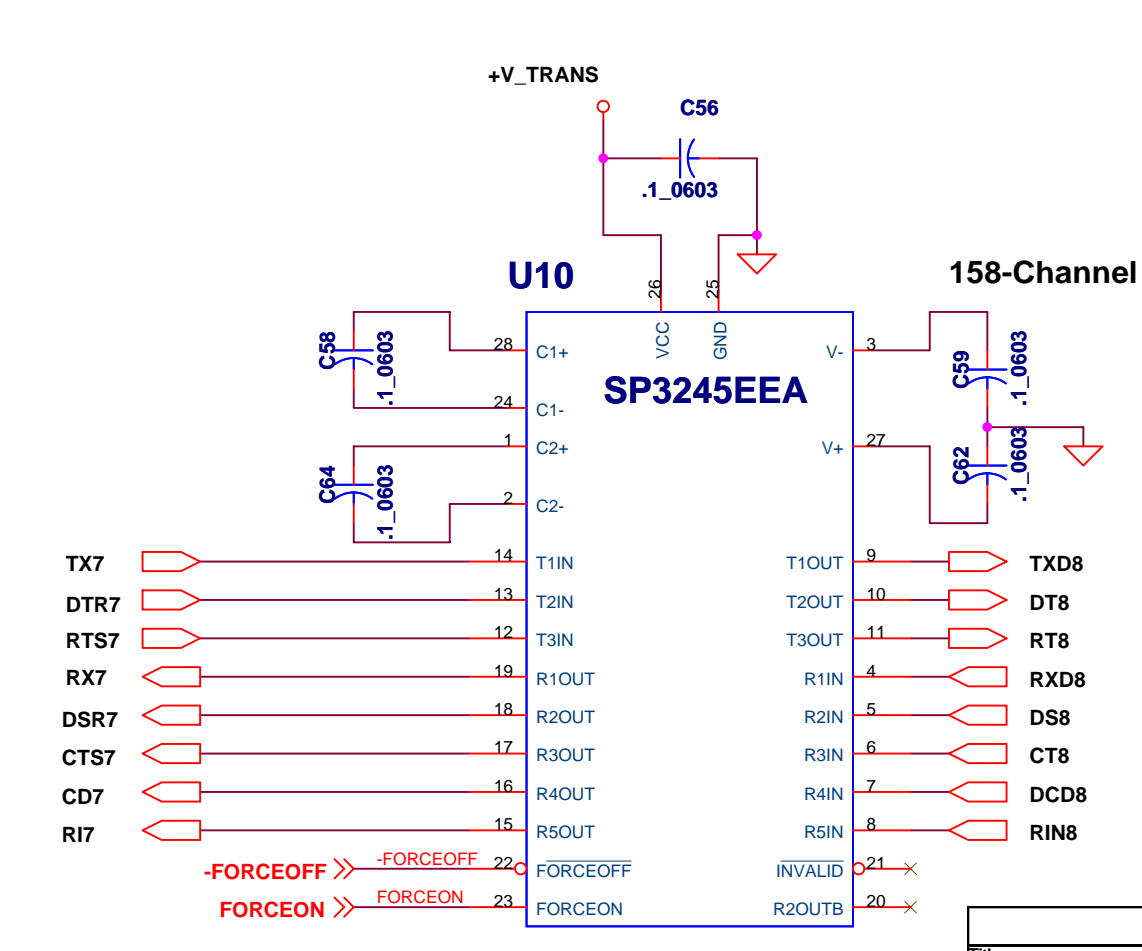 +V_TRANS
C56
.1_0603
U10
158-Channel
26
25
VCC
GND
SP3245EEA
C58
.1_0603
28
C1+
24
C1-
1
C2+
2
C2-
C64
.1_0603
V-
3
V+
27
C59
.1_0603
C62
.1_0603
TX7
14
T1IN
T1OUT
9
TXD8
DTR7
13
T2IN
T2OUT
10
DT8
RTS7
12
T3IN
T3OUT
11
RT8
RX7
19
R1OUT
R1IN
4
RXD8
DSR7
18
R2OUT
R2IN
5
DS8
CTS7
17
R3OUT
R3IN
6
CT8
CD7
16
R4OUT
R4IN
7
DCD8
RI7
15
R5OUT
R5IN
8
RIN8
-FORCEOFF
-FORCEOFF
22
FORCEOFF
INVALID
21
FORCEON
FORCEON
23
FORCEON
R2OUTB
20